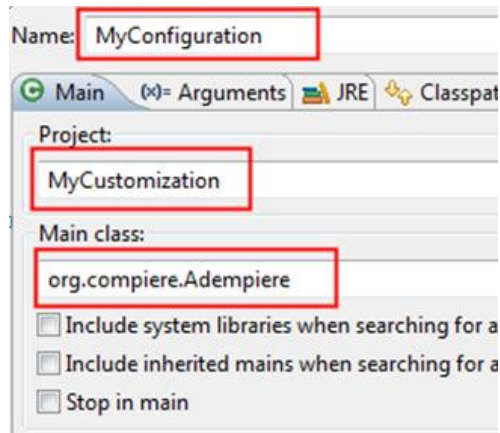 Name: MyConfiguration
Main (x)= Arguments JRE Classpat
Project:
MyCustomization
Main class:
org.compiere.Adempiere
Include system libraries when searching for a
Include inherited mains when searching for a
Stop in main